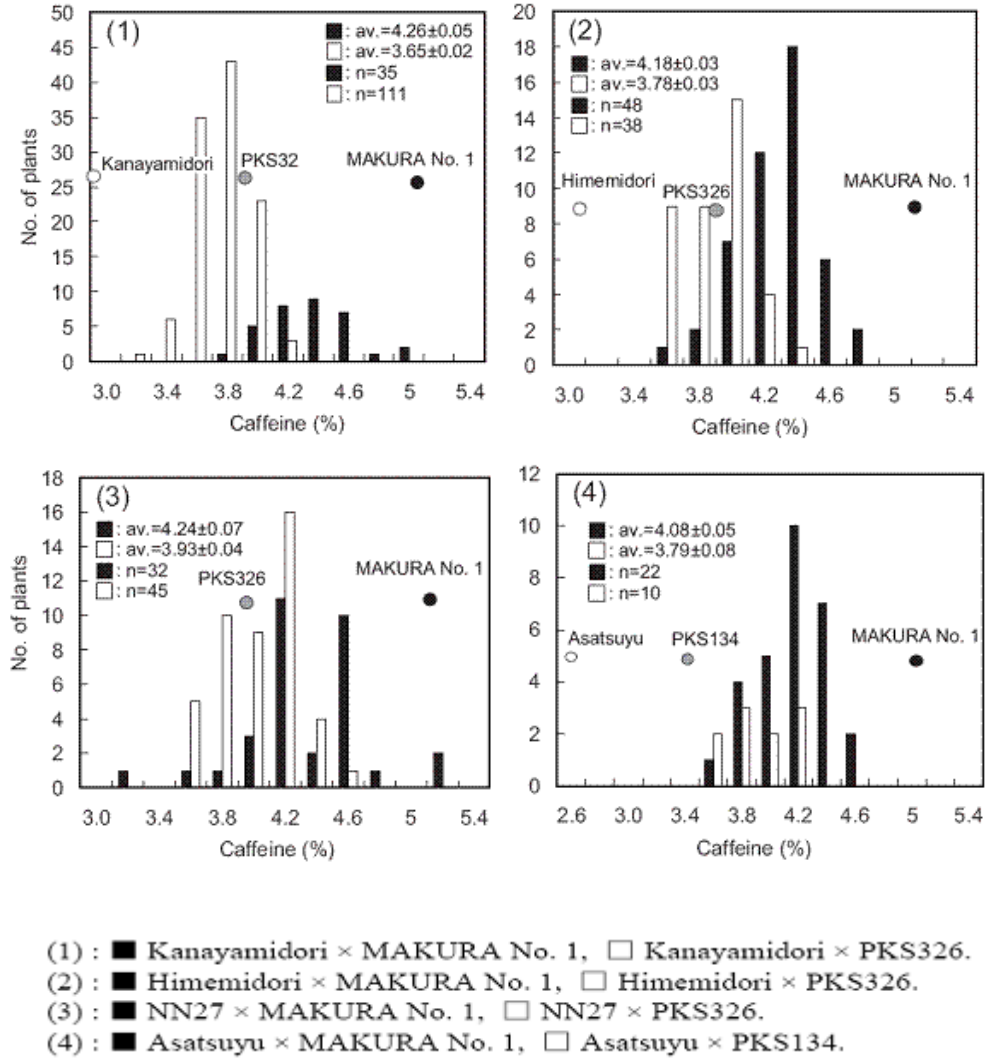 (1)
■: av.=4.26±0.05
□: av.=3.65±0.02
■: n=35
□: n=111
Kanayamidori
PKS32
MAKURA No. 1
50
45
40
35
30
25
20
15
10
5
0
No. of plants
3.0 3.4 3.8 4.2 4.6 5 5.4
Caffeine (%)
(2)
■: av.=4.18±0.03
□: av.=3.78±0.03
■: n=48
□: n=38
Himemidori
PKS326
MAKURA No. 1
20
18
16
14
12
10
8
6
4
2
0
3.0 3.4 3.8 4.2 4.6 5 5.4
Caffeine (%)
(3)
■: av.=4.24±0.07
□: av.=3.93±0.04
■: n=32
□: n=45
PKS326
MAKURA No. 1
18
16
14
12
10
8
6
4
2
0
No. of plants
3.0 3.4 3.8 4.2 4.6 5 5.4
Caffeine (%)
(4)
■: av.=4.08±0.05
□: av.=3.79±0.08
■: n=22
□: n=10
Asatsuyu
PKS134
MAKURA No. 1
12
10
8
6
4
2
0
2.6 3.0 3.4 3.8 4.2 4.6 5 5.4
Caffeine (%)
(1) : ■ Kanayamidori × MAKURA No. 1, □ Kanayamidori × PKS326.
(2) : ■ Himemidori × MAKURA No. 1, □ Himemidori × PKS326.
(3) : ■ NN27 × MAKURA No. 1, □ NN27 × PKS326.
(4) : ■ Asatsuyu × MAKURA No. 1, □ Asatsuyu × PKS134.